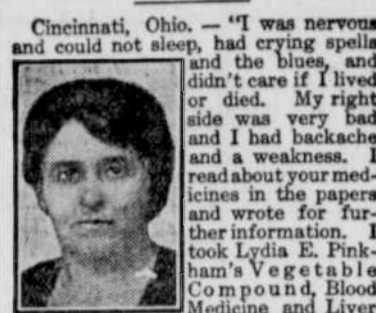 Cincinnati, Ohio. — "I was nervous
and could not sleep, had crying spells
and the blues, and
didn't care if I lived
or died. My right
side was very bad
and I had backache
and a weakness. I
read about your med-
icines in the papers
and wrote for fur-
ther information. I
took Lydia E. Pink-
ham's Vegetable
Compound, Blood
Medicine and Liver